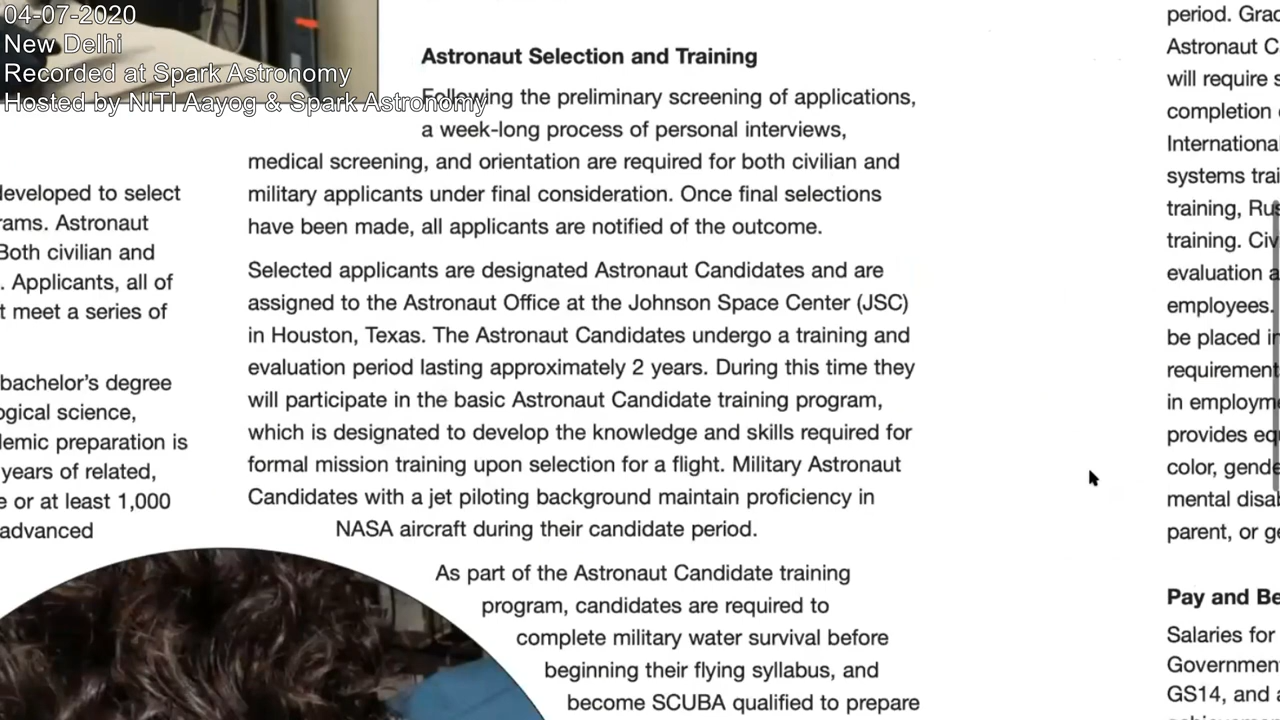 04-07-2020
New Delhi
Recorded at Spark Astronomy
Hosted by NITI Aayog & Spark Astronomy
developed to select
rams. Astronaut
Both civilian and
. Applicants, all of
t meet a series of
bachelor's degree
ogical science,
demic preparation is
years of related,
e or at least 1,000
advanced
Astronaut Selection and Training
Following the preliminary screening of applications,
a week-long process of personal interviews,
medical screening, and orientation are required for both civilian and
military applicants under final consideration. Once final selections
have been made, all applicants are notified of the outcome.
Selected applicants are designated Astronaut Candidates and are
assigned to the Astronaut Office at the Johnson Space Center (JSC)
in Houston, Texas. The Astronaut Candidates undergo a training and
evaluation period lasting approximately 2 years. During this time they
will participate in the basic Astronaut Candidate training program,
which is designated to develop the knowledge and skills required for
formal mission training upon selection for a flight. Military Astronaut
Candidates with a jet piloting background maintain proficiency in
NASA aircraft during their candidate period.
As part of the Astronaut Candidate training
program, candidates are required to
complete military water survival before
beginning their flying syllabus, and
become SCUBA qualified to prepare
period. Grad
Astronaut C
will require s
completion
International
systems trai
training, Rus
training. Civ
evaluation a
employees.
be placed in
requirement
in employm
provides eq
color, gende
mental disab
parent, or ge
Pay and Be
Salaries for
Government
GS14, and a